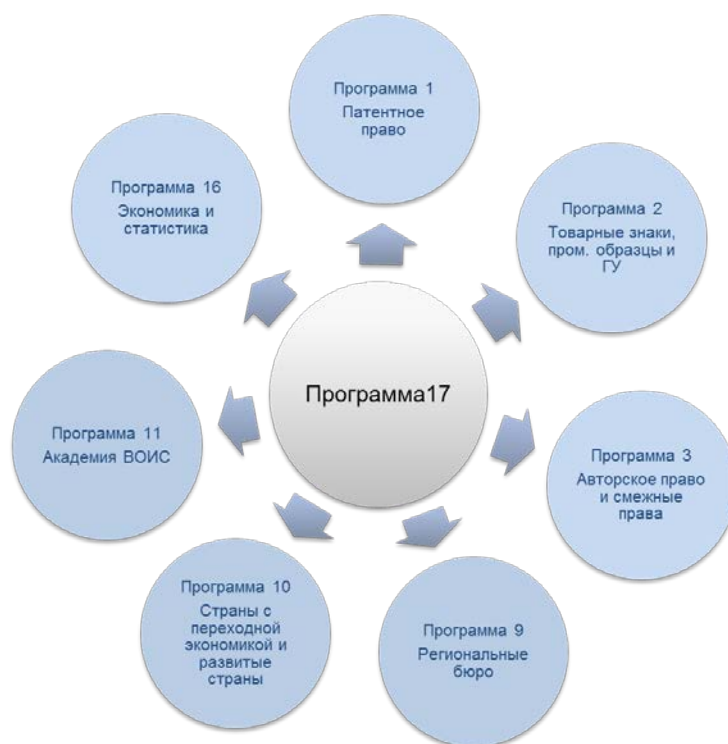 Программа 1
Патентное
право
Программа 2
Товарные знаки,
пром. образцы и
ГУ
Программа 3
Авторское право
и смежные
права
Программа 9
Региональные
бюро
Программа 10
Страны с
переходной
экономикой и
развитые
страны
Программа 11
Академия ВОИС
Программа 16
Экономика и
статистика
Программа17